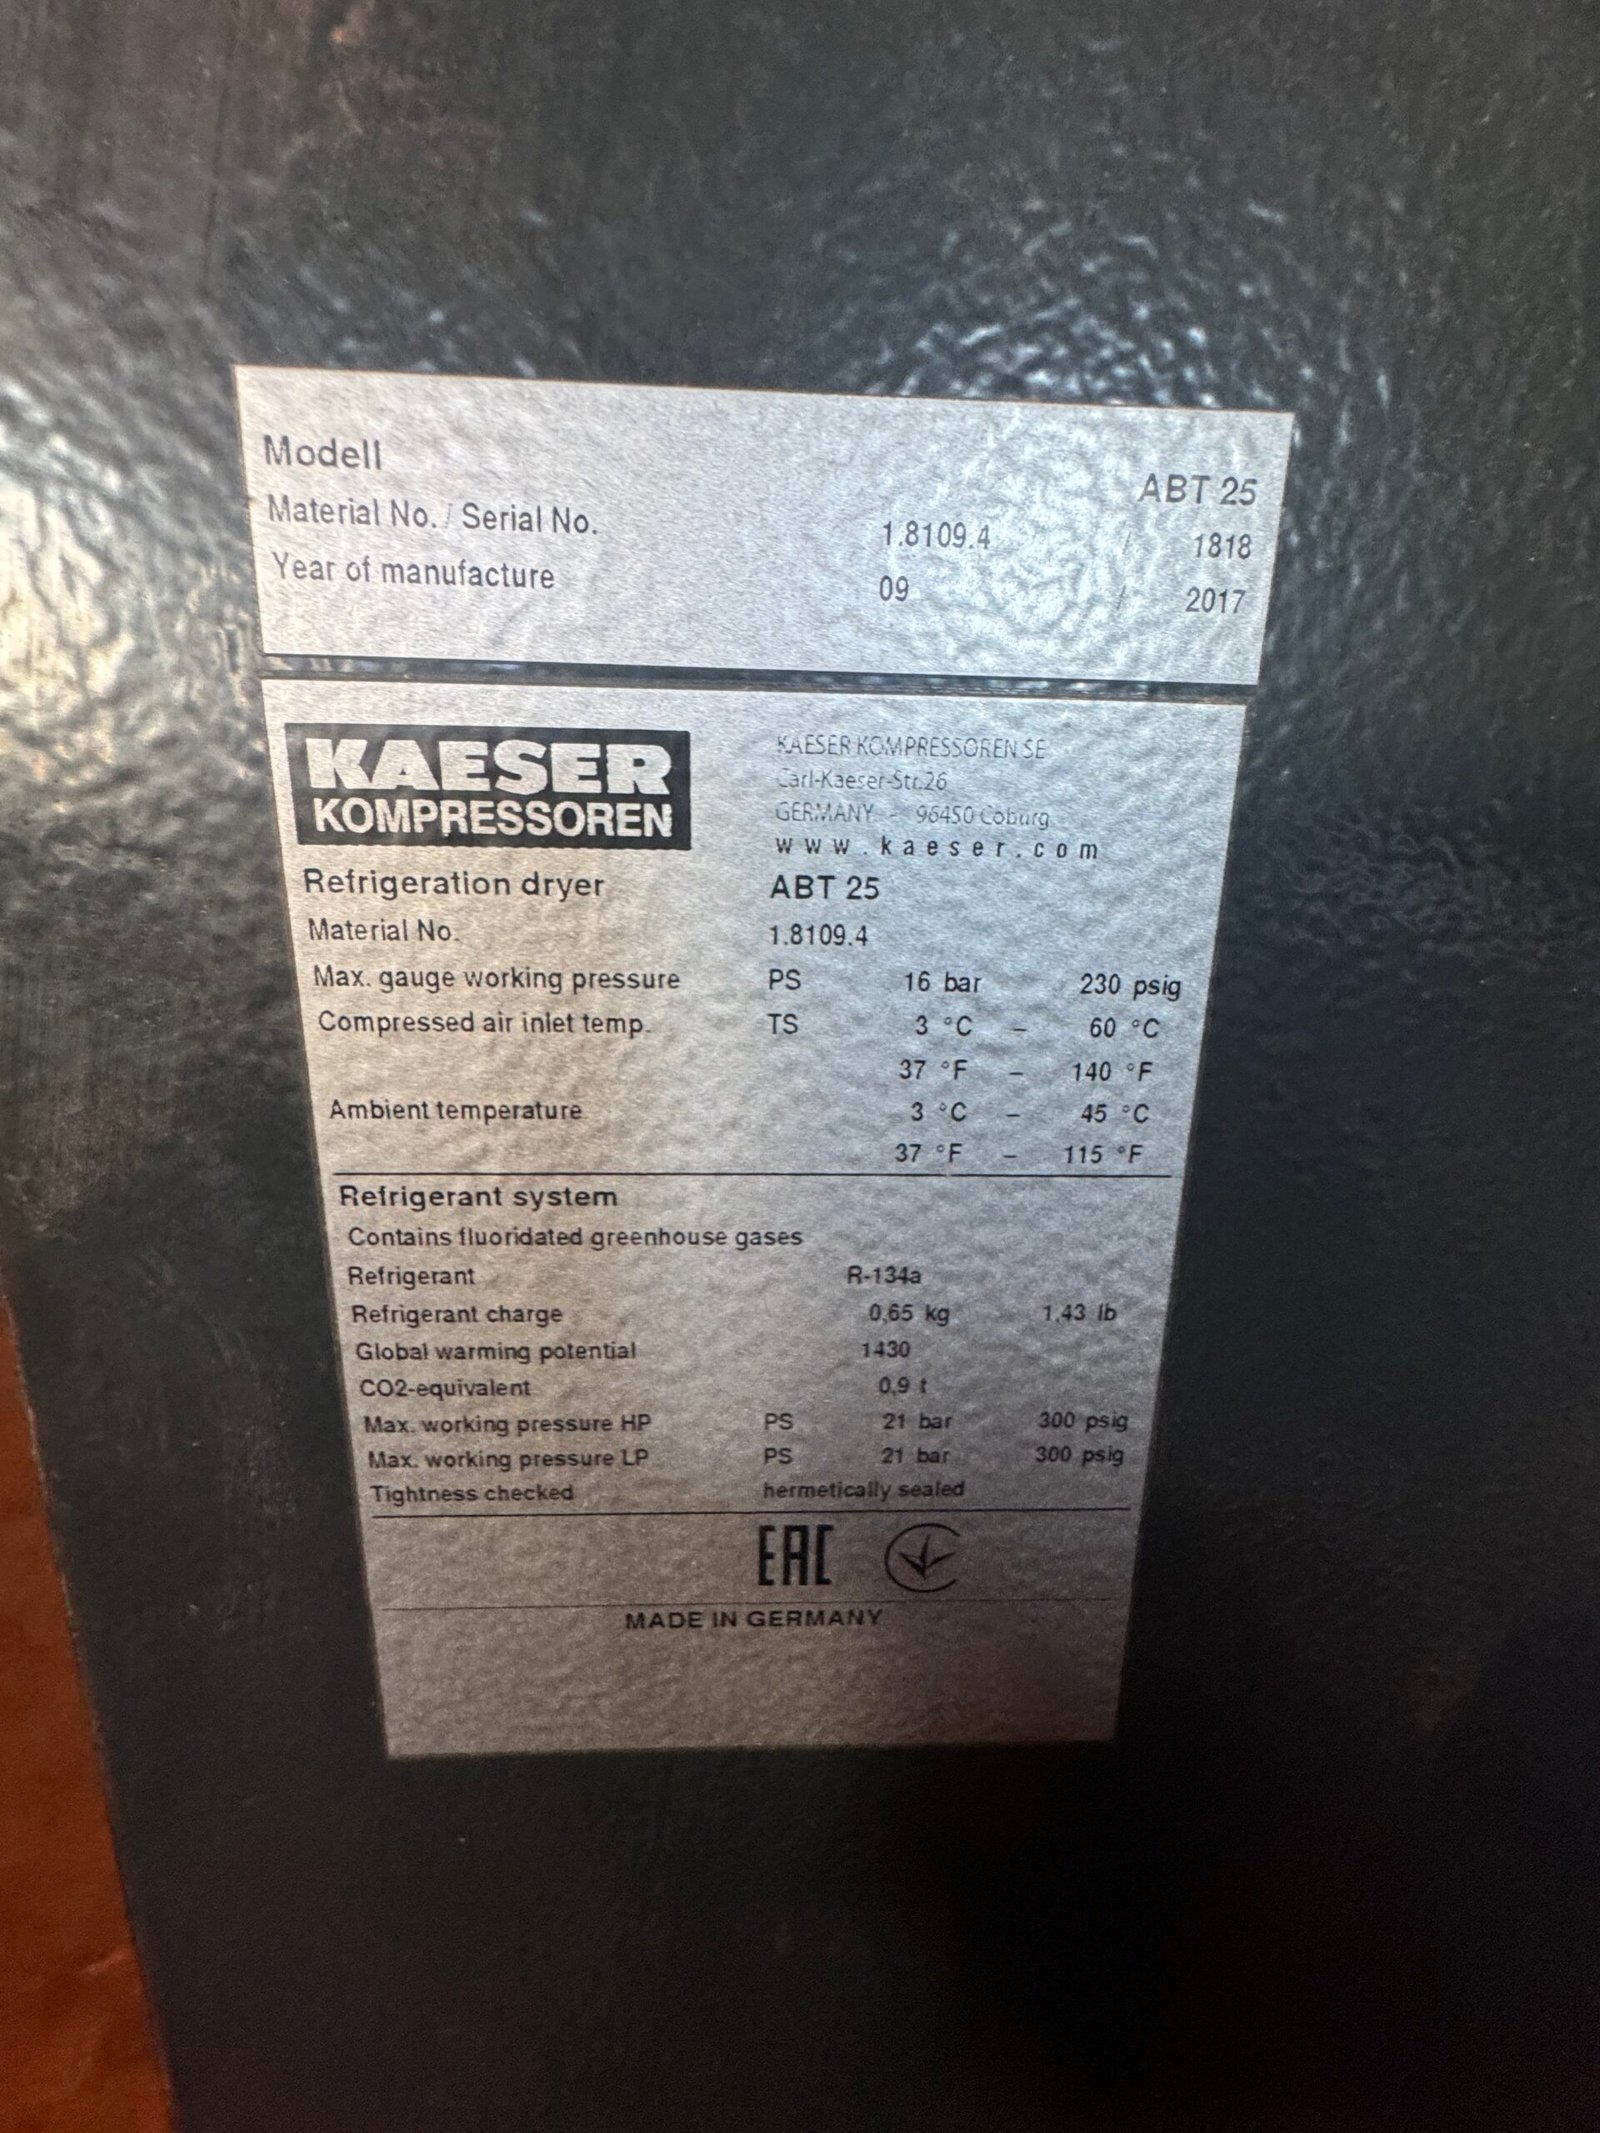 Modell ABT 25
Material No. / Serial No. 1.8109.4 / 1818
Year of manufacture 09 / 2017
KAESER
KOMPRESSOREN
KAESER KOMPRESSOREN SE
Carl-Kaeser-Str.26
GERMANY - 96450 Coburg
www.kaeser.com
Refrigeration dryer ABT 25
Material No. 1.8109.4
Max. gauge working pressure PS 16 bar 230 psig
Compressed air inlet temp. TS 3 °C – 60 °C
37 °F – 140 °F
Ambient temperature 3 °C – 45 °C
37 °F – 115 °F
Refrigerant system
Contains fluoridated greenhouse gases
Refrigerant R-134a
Refrigerant charge 0,65 kg 1,43 lb
Global warming potential 1430
CO2-equivalent 0,9 t
Max. working pressure HP PS 21 bar 300 psig
Max. working pressure LP PS 21 bar 300 psig
Tightness checked hermetically sealed
EAC
MADE IN GERMANY